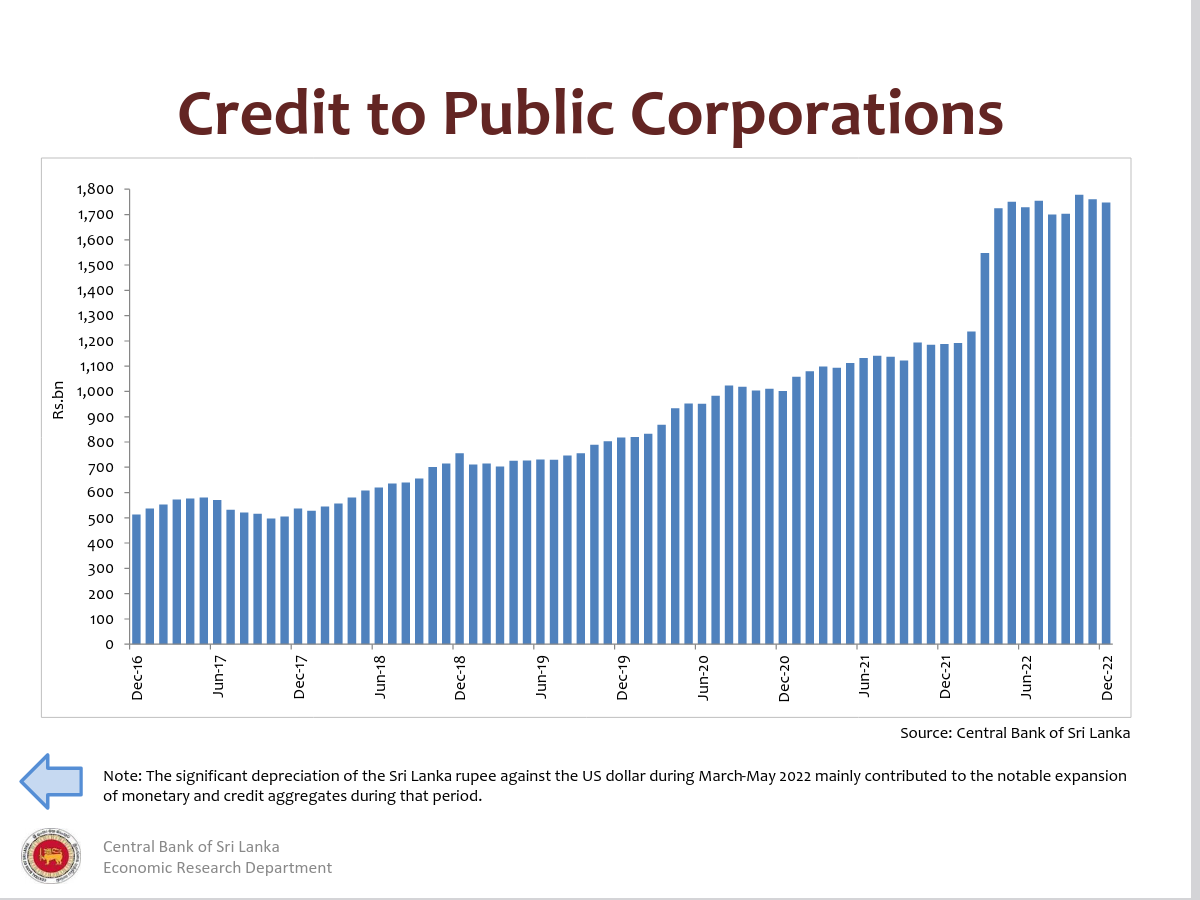 Credit to Public Corporations
1,800
1,700
1,600
1,500
1,400
1,300
1,200
1,100
1,000
900
800
700
600
500
400
300
200
100
0
Rs.bn
Dec-16
Jun-17
Dec-17
Jun-18
Dec-18
Jun-19
Dec-19
Jun-20
Dec-20
Jun-21
Dec-21
Jun-22
Dec-22
Source: Central Bank of Sri Lanka
Note: The significant depreciation of the Sri Lanka rupee against the US dollar during March-May 2022 mainly contributed to the notable expansion
of monetary and credit aggregates during that period.
Central Bank of Sri Lanka
Economic Research Department